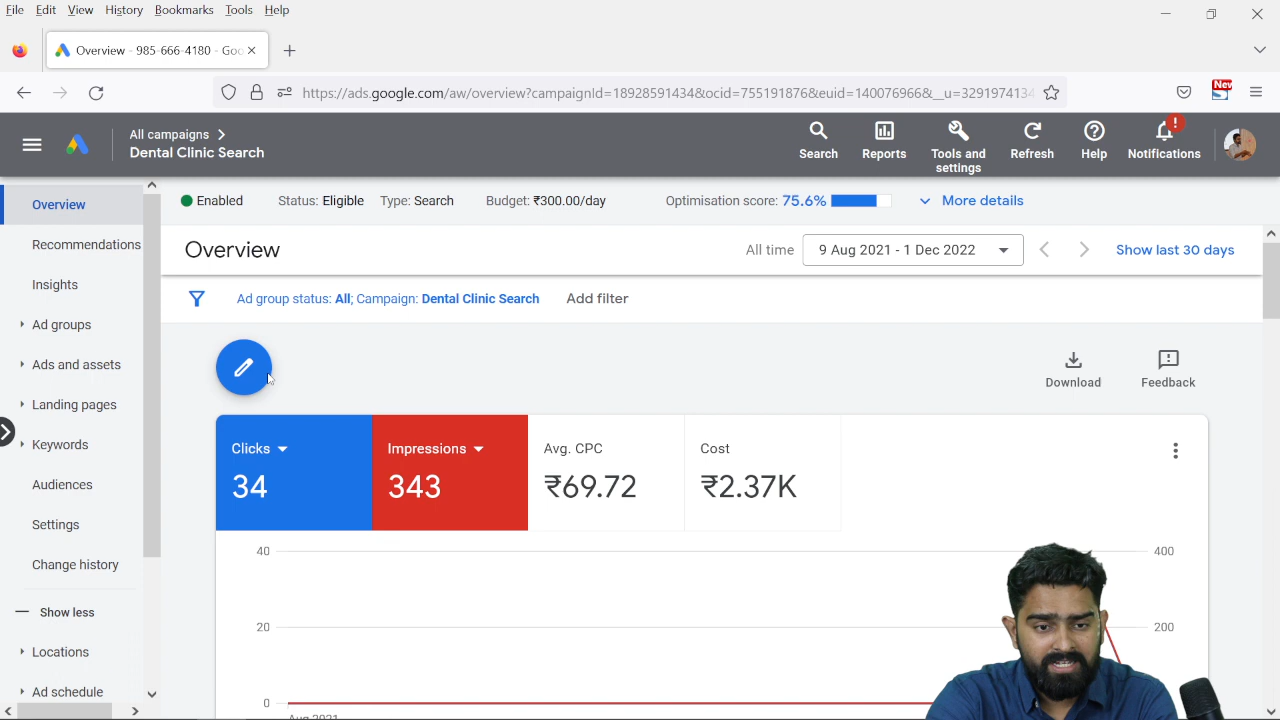 File Edit View History Bookmarks Tools Help
Overview - 985-666-4180 - Goo
https://ads.google.com/aw/overview?campaignId=18928591434&ocid=755191876&euid=140076966&__u=3291974134
New
All campaigns
Dental Clinic Search
Search
Reports
Tools and settings
Refresh
Help
Notifications
Enabled
Status: Eligible
Type: Search
Budget: ₹300.00/day
Optimisation score: 75.6%
More details
Overview
Recommendations
Insights
Ad groups
Ads and assets
Landing pages
Keywords
Audiences
Settings
Change history
Show less
Locations
Ad schedule
Overview
All time
9 Aug 2021 - 1 Dec 2022
Show last 30 days
Ad group status: All; Campaign: Dental Clinic Search
Add filter
Download
Feedback
Clicks
34
Impressions
343
Avg. CPC
₹69.72
Cost
₹2.37K
40
400
20
200
0
Aug 2021